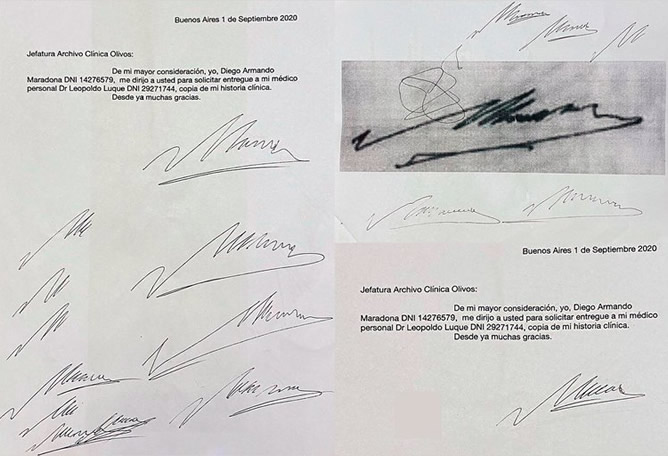 Buenos Aires 1 de Septiembre 2020
Jefatura Archivo Clínica Olivos:
De mi mayor consideración, yo, Diego Armando
Maradona DNI 14276579, me dirijo a usted para solicitar entregue a mi médico
personal Dr Leopoldo Luque DNI 29271744, copia de mi historia clínica.
Desde ya muchas gracias.
Buenos Aires 1 de Septiembre 2020
Jefatura Archivo Clínica Olivos:
De mi mayor consideración, yo, Diego Armando
Maradona DNI 14276579, me dirijo a usted para solicitar entregue a mi médico
personal Dr Leopoldo Luque DNI 29271744, copia de mi historia clínica.
Desde ya muchas gracias.